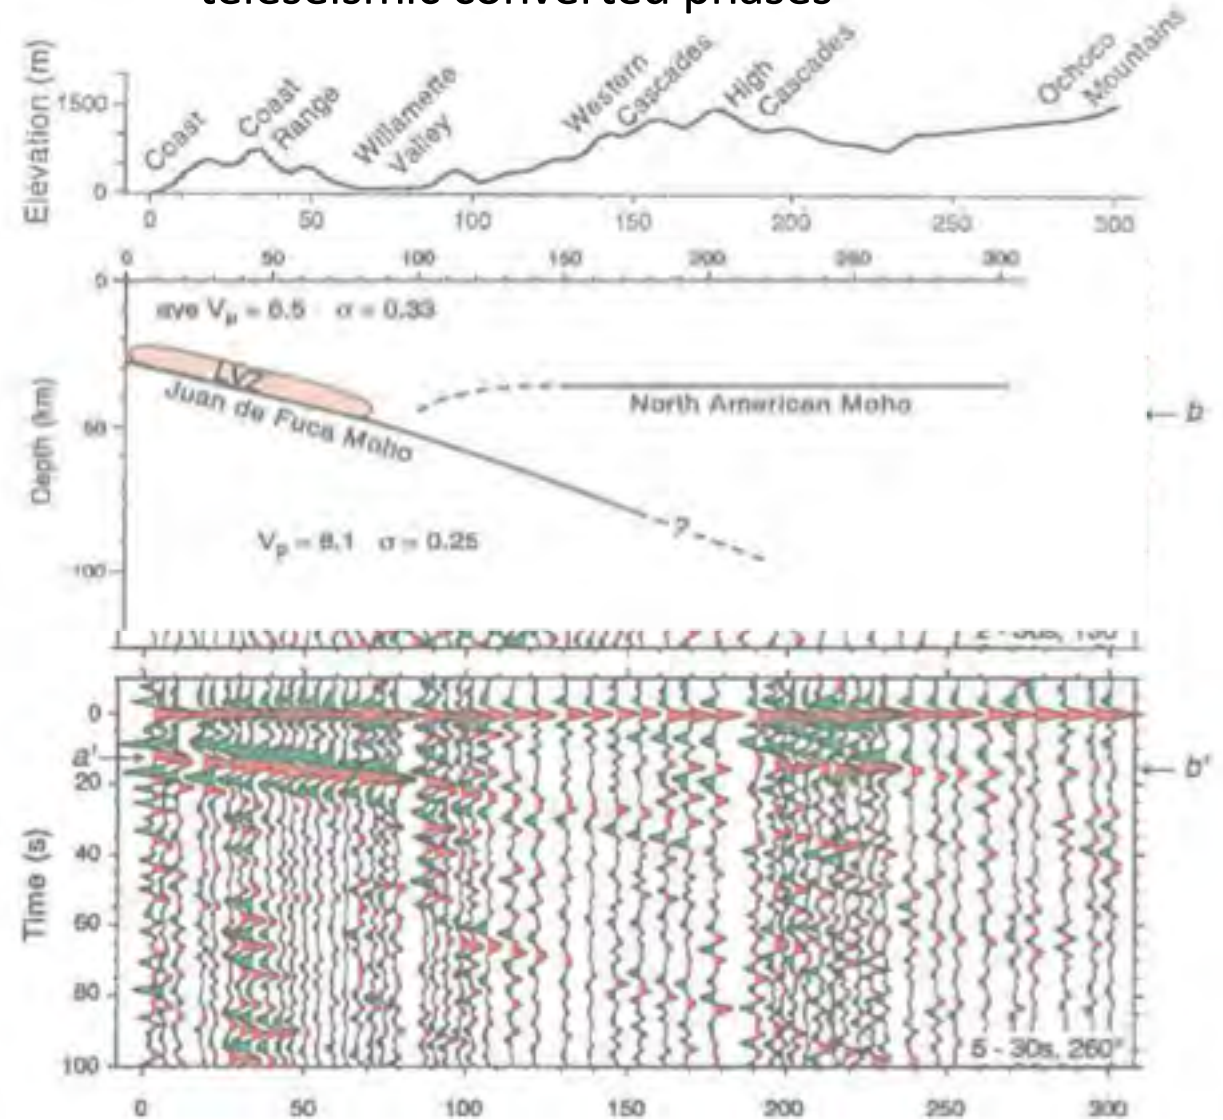 teleseismic converted phases
Elevation (m)
1500
0
Coast
Coast
Range
Willamette
Valley
Western
Cascades
High
Cascades
Ochoco
Mountains
0 50 100 150 200 250 300
0 50 100 150 200 250 300
0
ave Vp = 6.5 σ = 0.33
LVZ
Juan de Fuca Moho
North American Moho
b
Depth (km)
50
Vp = 8.1 σ = 0.25
?
100
0
a'
20
b'
Time (s)
40
60
80
100
5 - 30s, 260°
0 50 100 150 200 250 300